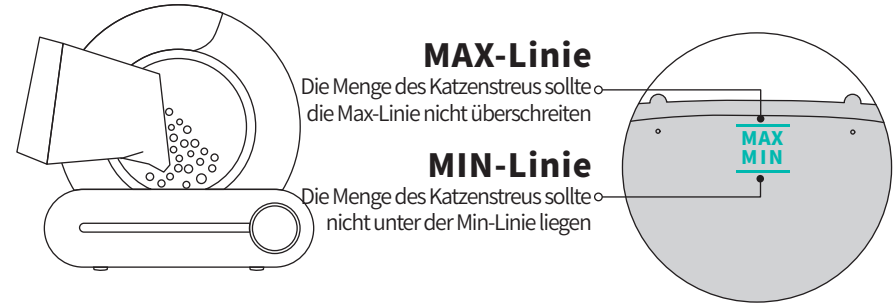 MAX-Linie
Die Menge des Katzenstreus sollte
die Max-Linie nicht überschreiten
MIN-Linie
Die Menge des Katzenstreus sollte
nicht unter der Min-Linie liegen
MAX
MIN